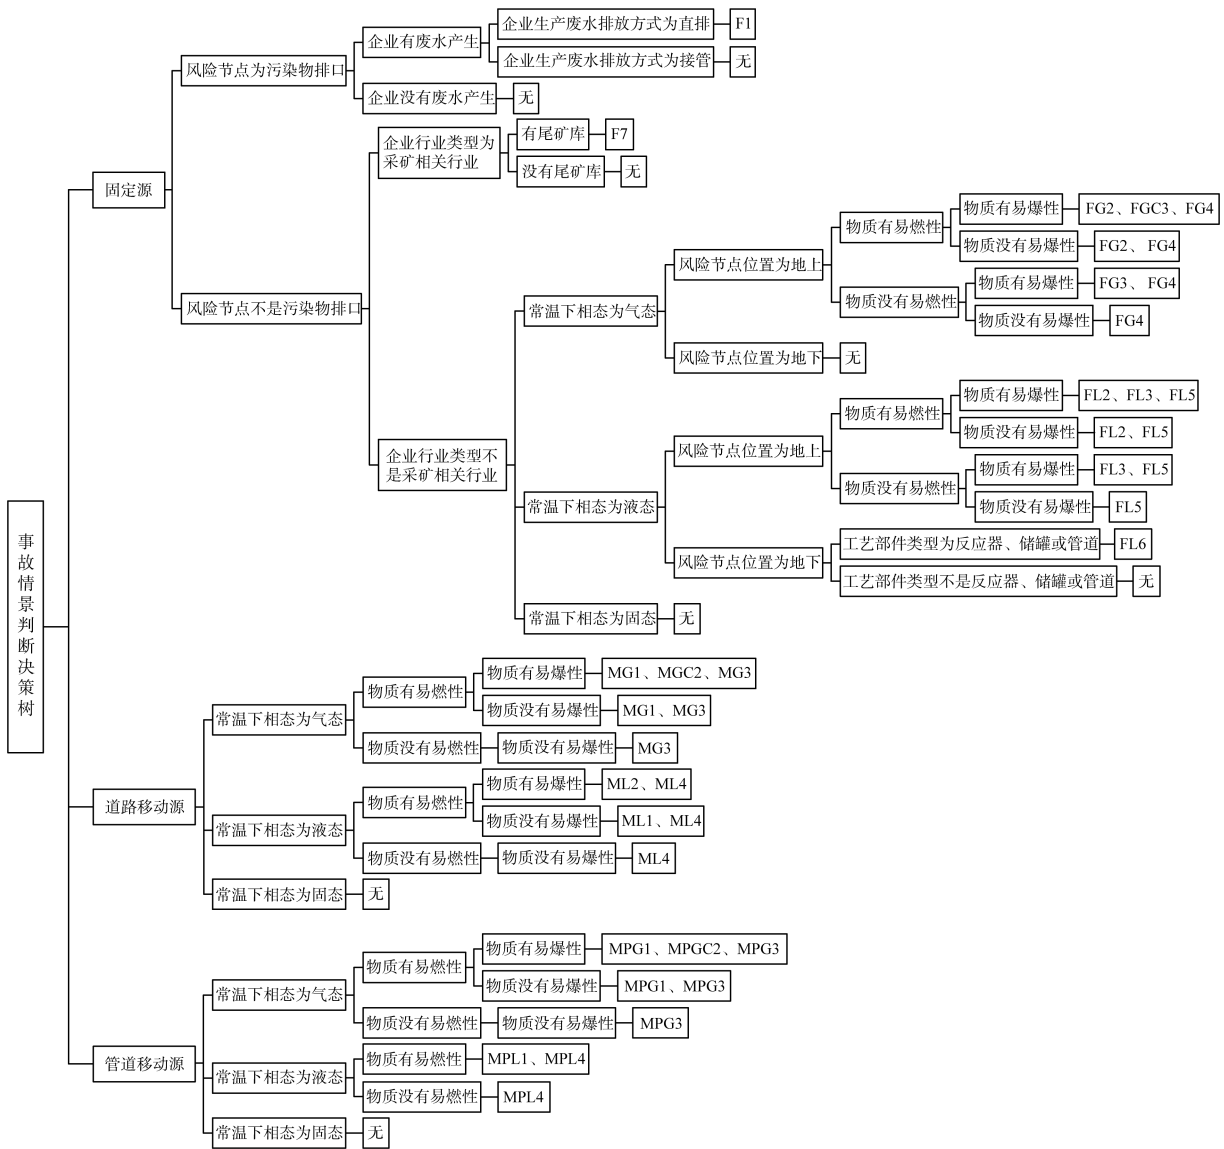 事故情景判断决策树
固定源
风险节点为污染物排口
企业有废水产生
企业生产废水排放方式为直排
F1
企业生产废水排放方式为接管
无
企业没有废水产生
无
风险节点不是污染物排口
企业行业类型为
采矿相关行业
有尾矿库
F7
没有尾矿库
无
企业行业类型不
是采矿相关行业
常温下相态为气态
风险节点位置为地上
物质有易燃性
物质有易爆性
FG2、FGC3、FG4
物质没有易爆性
FG2、 FG4
物质没有易燃性
物质有易爆性
FG3、 FG4
物质没有易爆性
FG4
风险节点位置为地下
无
常温下相态为液态
风险节点位置为地上
物质有易燃性
物质有易爆性
FL2、FL3、FL5
物质没有易爆性
FL2、FL5
物质没有易燃性
物质有易爆性
FL3、FL5
物质没有易爆性
FL5
风险节点位置为地下
工艺部件类型为反应器、储罐或管道
FL6
工艺部件类型不是反应器、储罐或管道
无
常温下相态为固态
无
道路移动源
常温下相态为气态
物质有易燃性
物质有易爆性
MG1、MGC2、MG3
物质没有易爆性
MG1、MG3
物质没有易燃性
物质没有易爆性
MG3
常温下相态为液态
物质有易燃性
物质有易爆性
ML2、ML4
物质没有易爆性
ML1、ML4
物质没有易燃性
物质没有易爆性
ML4
常温下相态为固态
无
管道移动源
常温下相态为气态
物质有易燃性
物质有易爆性
MPG1、MPGC2、MPG3
物质没有易爆性
MPG1、MPG3
物质没有易燃性
物质没有易爆性
MPG3
常温下相态为液态
物质有易燃性
MPL1、MPL4
物质没有易燃性
MPL4
常温下相态为固态
无